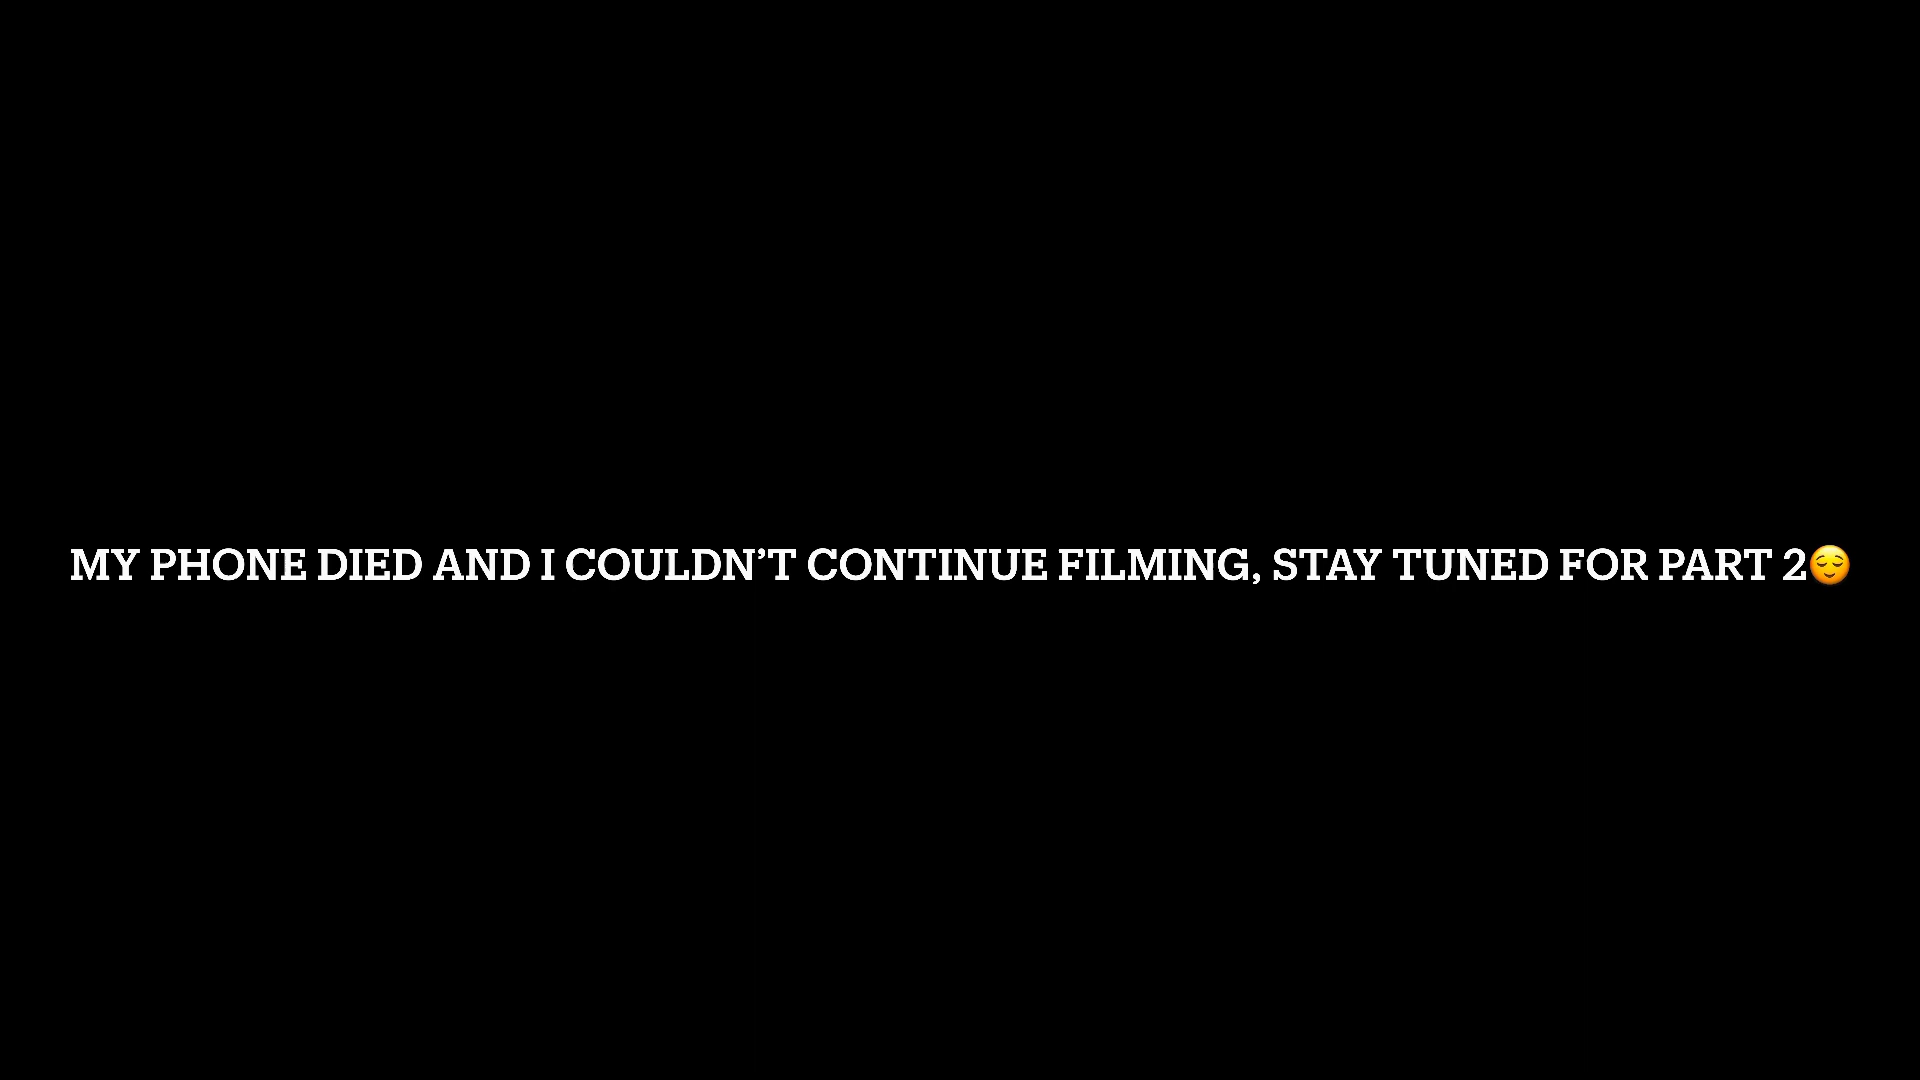 MY PHONE DIED AND I COULDN’T CONTINUE FILMING, STAY TUNED FOR PART 2😌